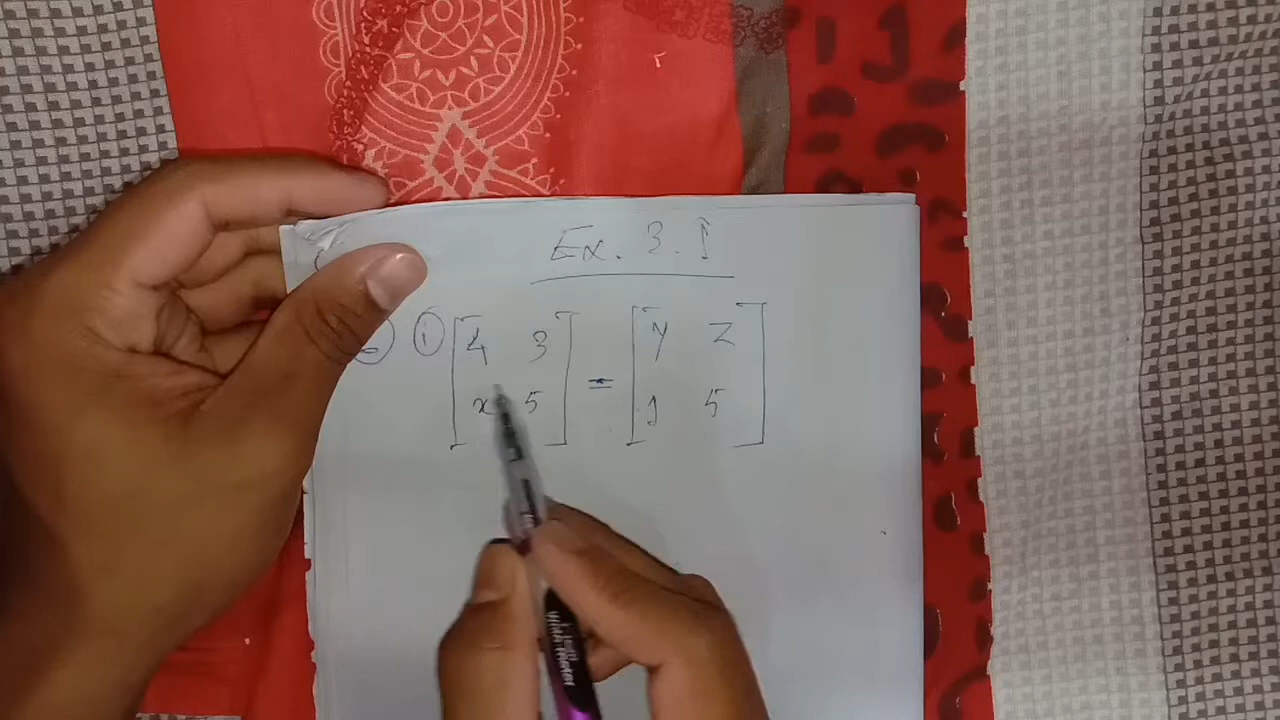 Ex. 3.1
① [4 3
x 5] = [y z
1 5]